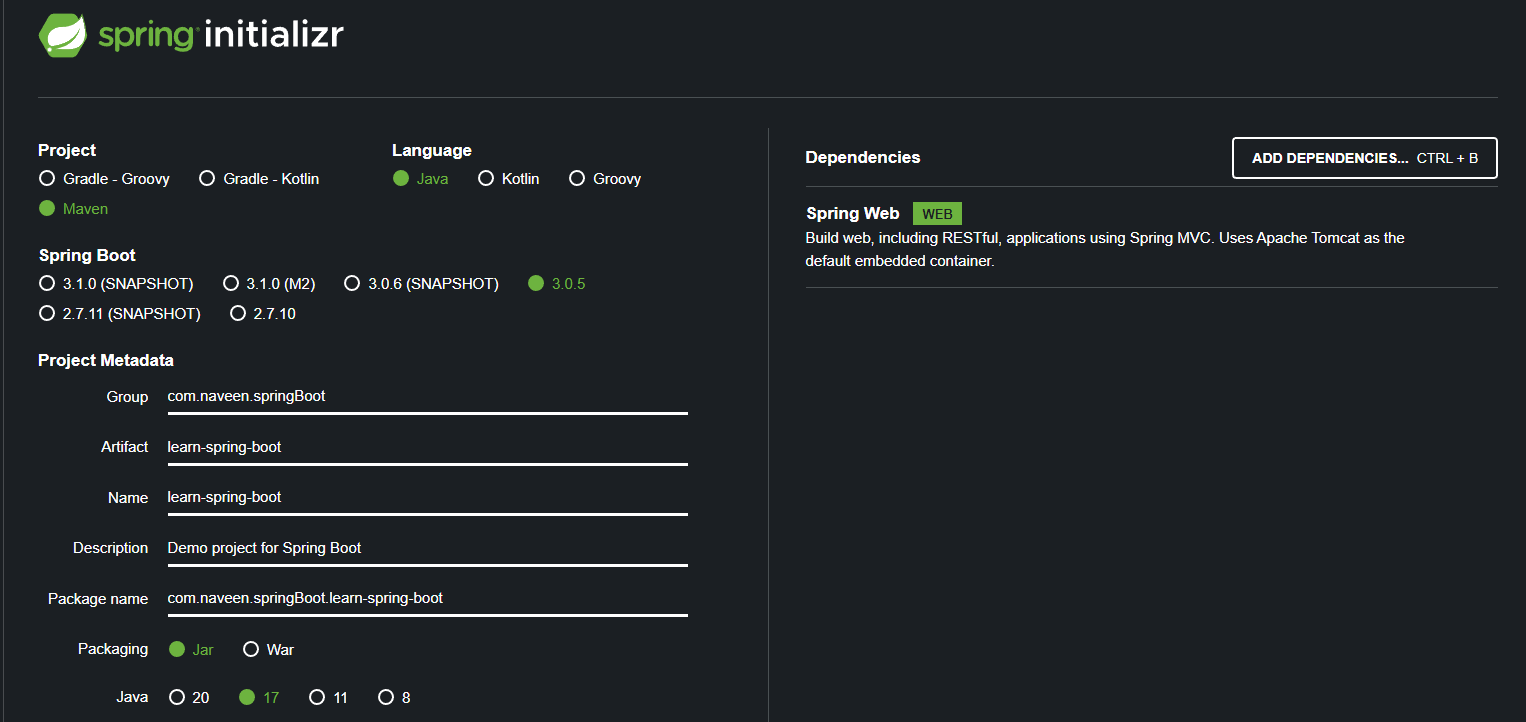 spring initializr
Project
Gradle - Groovy Gradle - Kotlin
Maven
Language
Java Kotlin Groovy
Spring Boot
3.1.0 (SNAPSHOT) 3.1.0 (M2) 3.0.6 (SNAPSHOT) 3.0.5
2.7.11 (SNAPSHOT) 2.7.10
Project Metadata
Group com.naveen.springBoot
Artifact learn-spring-boot
Name learn-spring-boot
Description Demo project for Spring Boot
Package name com.naveen.springBoot.learn-spring-boot
Packaging Jar War
Java 20 17 11 8
Dependencies
ADD DEPENDENCIES... CTRL + B
Spring Web WEB
Build web, including RESTful, applications using Spring MVC. Uses Apache Tomcat as the
default embedded container.